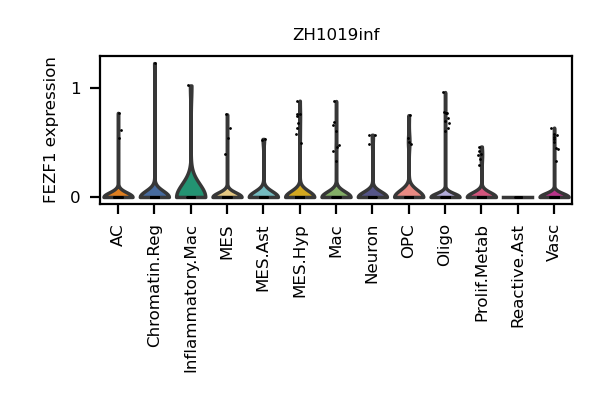 ZH1019inf
FEZF1 expression
1
0
AC
Chromatin.Reg
Inflammatory.Mac
MES
MES.Ast
MES.Hyp
Mac
Neuron
OPC
Oligo
Prolif.Metab
Reactive.Ast
Vasc